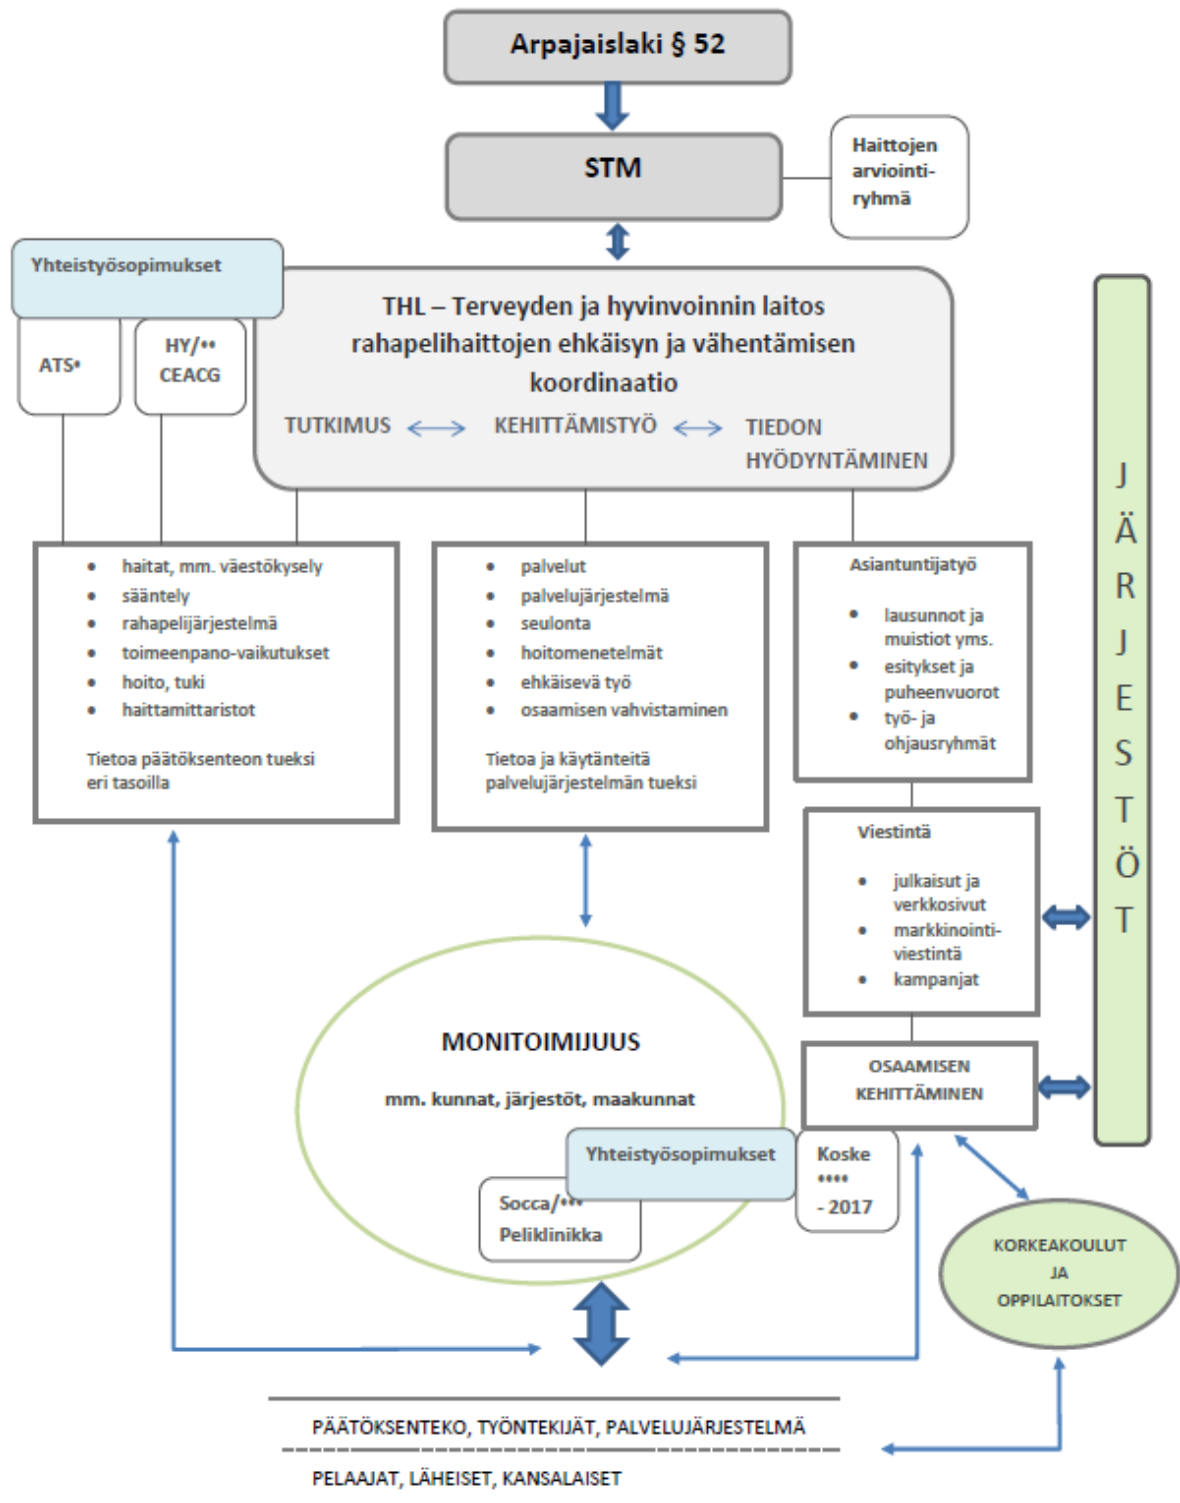 Arpajaislaki § 52
STM
Haittojen
arviointi-
ryhmä
Yhteistyösopimukset
ATS•
HY/••
CEACG
THL – Terveyden ja hyvinvoinnin laitos
rahapelihaittojen ehkäisyn ja vähentämisen
koordinaatio
TUTKIMUS
KEHITTÄMISTYÖ
TIEDON
HYÖDYNTÄMINEN
• haitat, mm. väestökysely
• sääntely
• rahapelijärjestelmä
• toimeenpano-vaikutukset
• hoito, tuki
• haittamittaristot
Tietoa päätöksenteon tueksi
eri tasoilla
• palvelut
• palvelujärjestelmä
• seulonta
• hoitomenetelmät
• ehkäisevä työ
• osaamisen vahvistaminen
Tietoa ja käytänteitä
palvelujärjestelmän tueksi
Asiantuntijatyö
• lausunnot ja
muistiot yms.
• esitykset ja
puheenvuorot
• työ- ja
ohjausryhmät
Viestintä
• julkaisut ja
verkkosivut
• markkinointi-
viestintä
• kampanjat
OSAAMISEN
KEHITTÄMINEN
JÄRJESTÖT
MONITOIMIJUUS
mm. kunnat, järjestöt, maakunnat
Yhteistyösopimukset
Socca/•••
Peliklinikka
Koske
••••
- 2017
KORKEAKOULUT
JA
OPPILAITOKSET
PÄÄTÖKSENTEKO, TYÖNTEKIJÄT, PALVELUJÄRJESTELMÄ
PELAAJAT, LÄHEISET, KANSALAISET